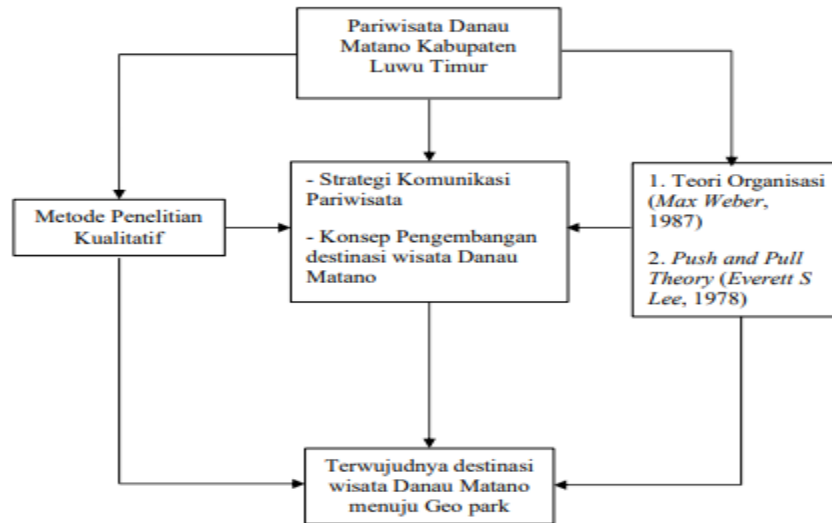 Pariwisata Danau
Matano Kabupaten
Luwu Timur
Metode Penelitian
Kualitatif
- Strategi Komunikasi
Pariwisata
- Konsep Pengembangan
destinasi wisata Danau
Matano
1. Teori Organisasi
(Max Weber,
1987)
2. Push and Pull
Theory (Everett S
Lee, 1978)
Terwujudnya destinasi
wisata Danau Matano
menuju Geo park